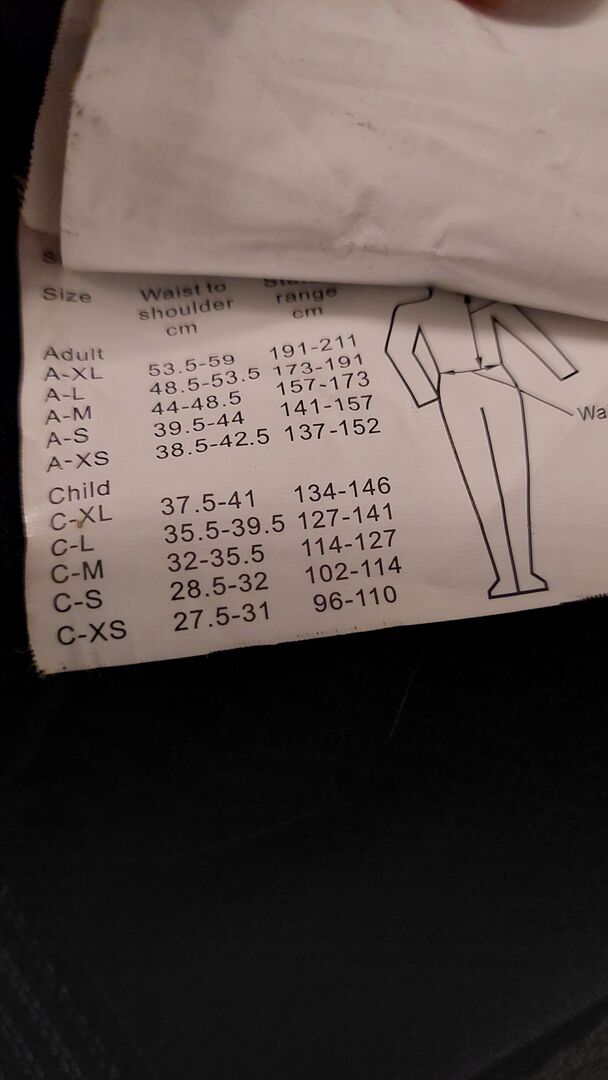 Size Waist to
shoulder range
cm cm
Adult
A-XL 53.5-59 191-211
A-L 48.5-53.5 173-191
A-M 44-48.5 157-173
A-S 39.5-44 141-157
A-XS 38.5-42.5 137-152
Child
C-XL 37.5-41 134-146
C-L 35.5-39.5 127-141
C-M 32-35.5 114-127
C-S 28.5-32 102-114
C-XS 27.5-31 96-110